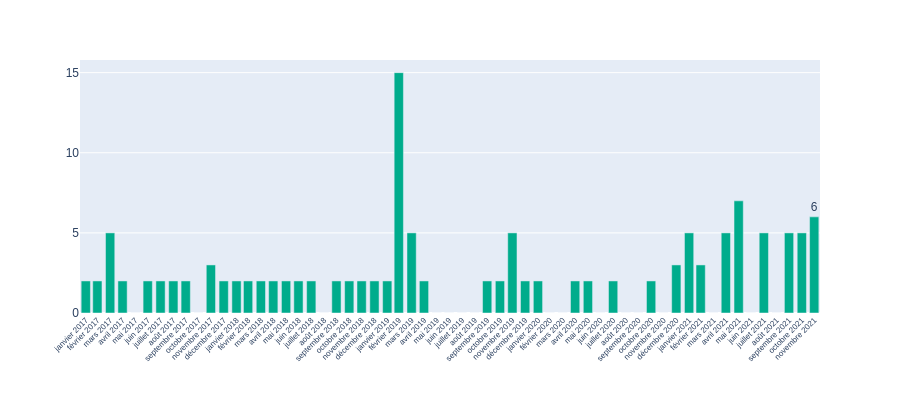 15
10
5
0
6
janvier 2017
février 2017
mars 2017
avril 2017
mai 2017
juin 2017
juillet 2017
août 2017
septembre 2017
octobre 2017
novembre 2017
décembre 2017
janvier 2018
février 2018
mars 2018
avril 2018
mai 2018
juin 2018
juillet 2018
août 2018
septembre 2018
octobre 2018
novembre 2018
décembre 2018
janvier 2019
février 2019
mars 2019
avril 2019
mai 2019
juin 2019
juillet 2019
août 2019
septembre 2019
octobre 2019
novembre 2019
décembre 2019
janvier 2020
février 2020
mars 2020
avril 2020
mai 2020
juin 2020
juillet 2020
août 2020
septembre 2020
octobre 2020
novembre 2020
décembre 2020
janvier 2021
février 2021
mars 2021
avril 2021
mai 2021
juin 2021
juillet 2021
août 2021
septembre 2021
octobre 2021
novembre 2021